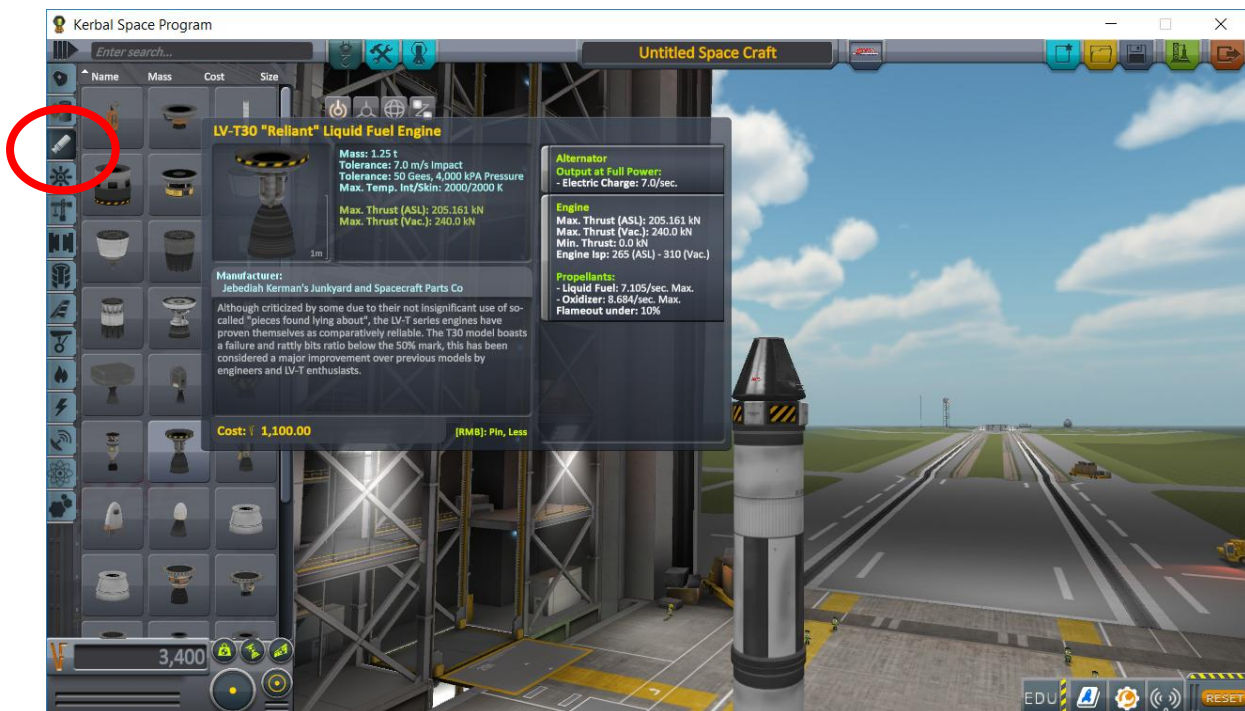 Kerbal Space Program
Enter search...
Untitled Space Craft
Name Mass Cost Size
LV-T30 "Reliant" Liquid Fuel Engine
Mass: 1.25 t
Tolerance: 7.0 m/s Impact
Tolerance: 50 Gees, 4,000 kPA Pressure
Max. Temp. Int/Skin: 2000/2000 K
Max. Thrust (ASL): 205.161 kN
Max. Thrust (Vac.): 240.0 kN
1m
Manufacturer:
Jebediah Kerman's Junkyard and Spacecraft Parts Co
Although criticized by some due to their not insignificant use of so-
called "pieces found lying about", the LV-T series engines have
proven themselves as comparatively reliable. The T30 model boasts
a failure and rattly bits ratio below the 50% mark, this has been
considered a major improvement over previous models by
engineers and LV-T enthusiasts.
Cost: 1,100.00
[RMB]: Pin, Less
Alternator
Output at Full Power:
- Electric Charge: 7.0/sec.
Engine
Max. Thrust (ASL): 205.161 kN
Max. Thrust (Vac.): 240.0 kN
Min. Thrust: 0.0 kN
Engine Isp: 265 (ASL) - 310 (Vac.)
Propellants:
- Liquid Fuel: 7.105/sec. Max.
- Oxidizer: 8.684/sec. Max.
Flameout under: 10%
3,400
EDU
RESET